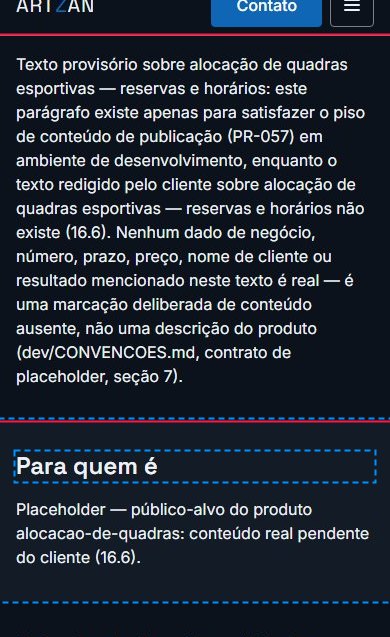 ARTZAN
Contato
Texto provisório sobre alocação de quadras
esportivas — reservas e horários: este
parágrafo existe apenas para satisfazer o piso
de conteúdo de publicação (PR-057) em
ambiente de desenvolvimento, enquanto o
texto redigido pelo cliente sobre alocação de
quadras esportivas — reservas e horários não
existe (16.6). Nenhum dado de negócio,
número, prazo, preço, nome de cliente ou
resultado mencionado neste texto é real — é
uma marcação deliberada de conteúdo
ausente, não uma descrição do produto
(dev/CONVENCOES.md, contrato de
placeholder, seção 7).
Para quem é
Placeholder — público-alvo do produto
alocacao-de-quadras: conteúdo real pendente
do cliente (16.6).